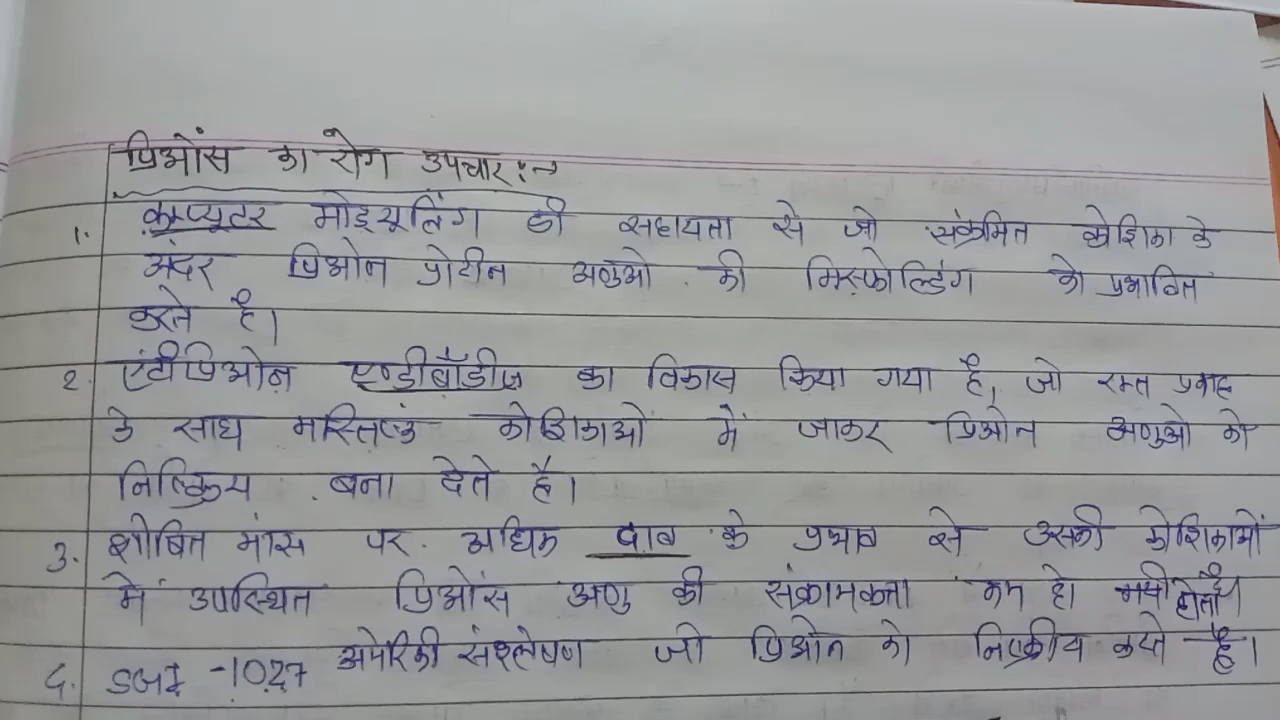 प्रिओंस का रोग उपचार :→
1. कम्प्यूटर मोड्यूलिंग की सहायता से जो संक्रमित कोशिका के
अंदर प्रिओन प्रोटीन अणुओ की मिस्फोल्डिंग को प्रभावित
करते है।
2. एंटीप्रिओन एण्डीबॉडीज का विकास किया गया है, जो रक्त प्रवाह
के साथ मस्तिष्क कोशिकाओं में जाकर प्रिओन अणुओ को
निष्क्रिय बना देते है।
3. शोषित मांस पर अधिक दाब के प्रभाव से उसकी कोशिकाओं
में उपस्थित प्रिओंस अणु की संक्रामकता कम हो होती है।
4. SGI -1027 अमेरिकी संश्लेषण जो प्रिओन को निष्क्रीय करते है।